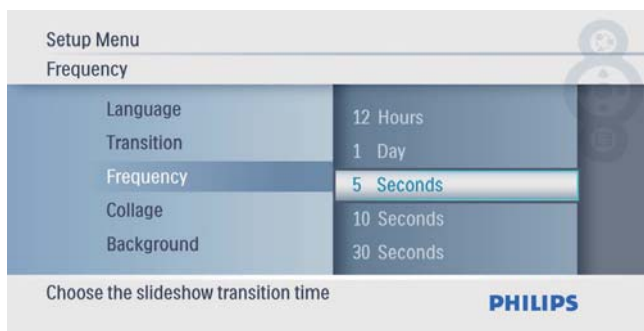 Setup Menu
Frequency
Language
Transition
Frequency
Collage
Background
12 Hours
1 Day
5 Seconds
10 Seconds
30 Seconds
Choose the slideshow transition time
PHILIPS